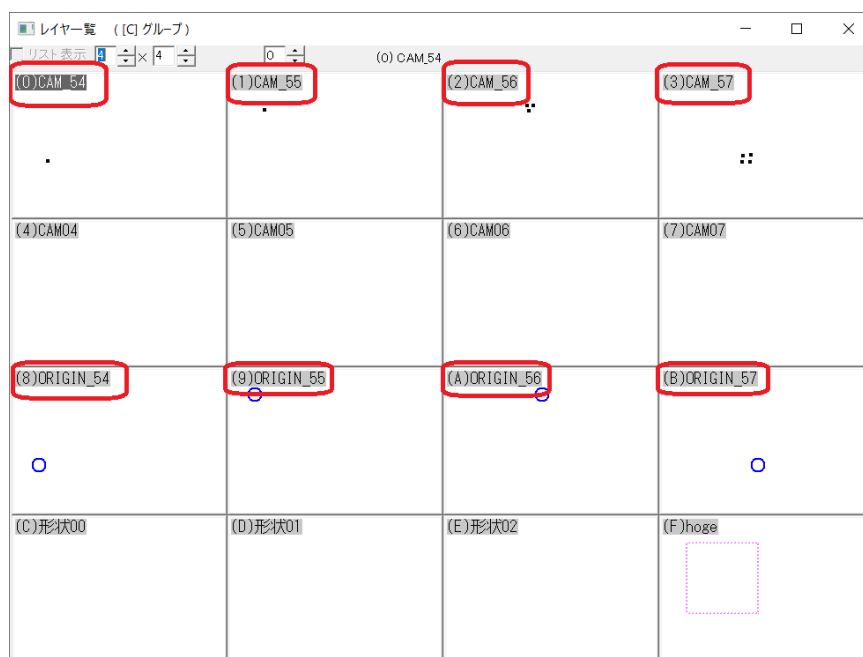 レイヤ一覧 ( [C] グループ )
リスト表示 4 × 4 0 (0) CAM_54
(0)CAM_54 (1)CAM_55 (2)CAM_56 (3)CAM_57
(4)CAM04 (5)CAM05 (6)CAM06 (7)CAM07
(8)ORIGIN_54 (9)ORIGIN_55 (A)ORIGIN_56 (B)ORIGIN_57
(C)形状00 (D)形状01 (E)形状02 (F)hoge